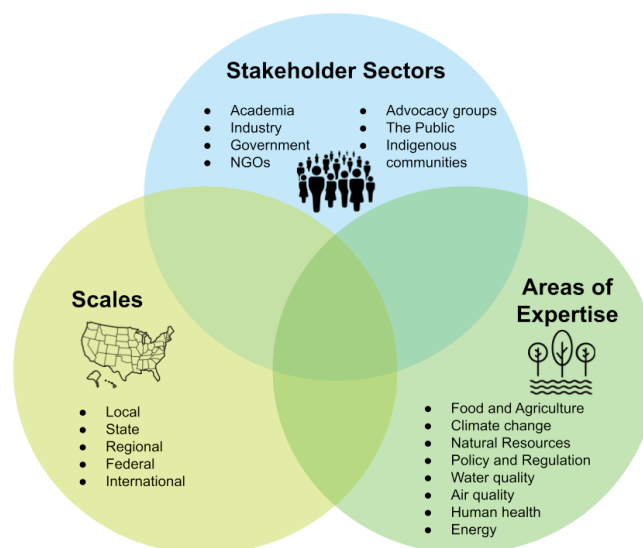 Stakeholder Sectors
● Academia
● Industry
● Government
● NGOs
● Advocacy groups
● The Public
● Indigenous
communities
Scales
● Local
● State
● Regional
● Federal
● International
Areas of
Expertise
● Food and Agriculture
● Climate change
● Natural Resources
● Policy and Regulation
● Water quality
● Air quality
● Human health
● Energy